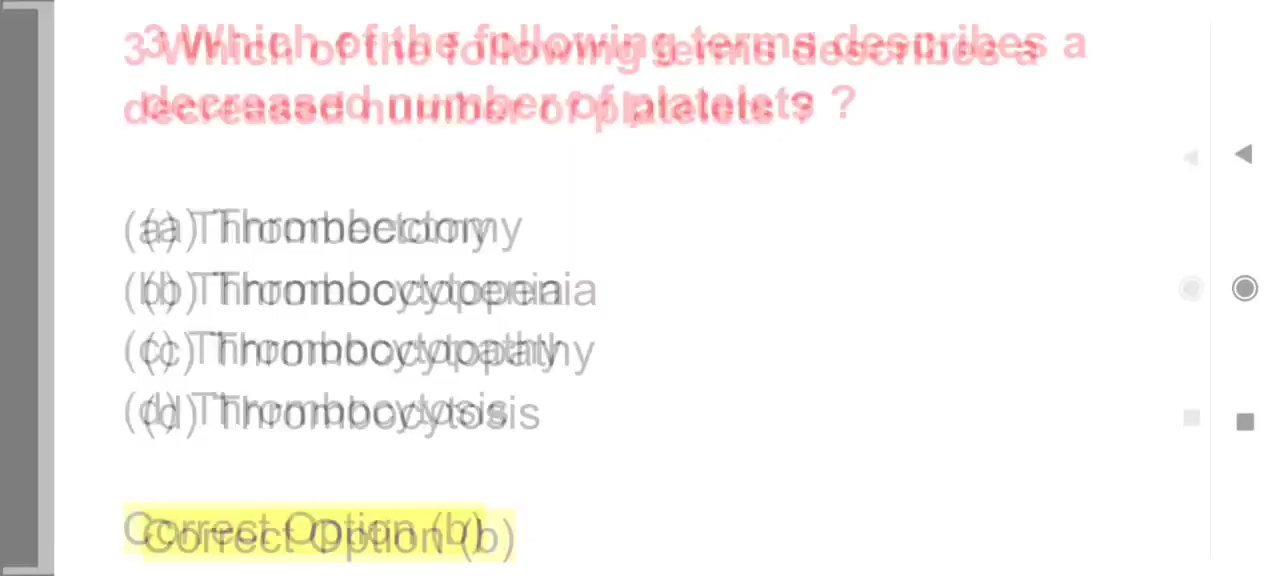 3 Which of the following terms describes a
decreased number of platelets ?
(a) Thrombectomy
(b) Thrombocytopenia
(c) Thrombocytopathy
(d) Thrombocytosis
Correct Option (b)